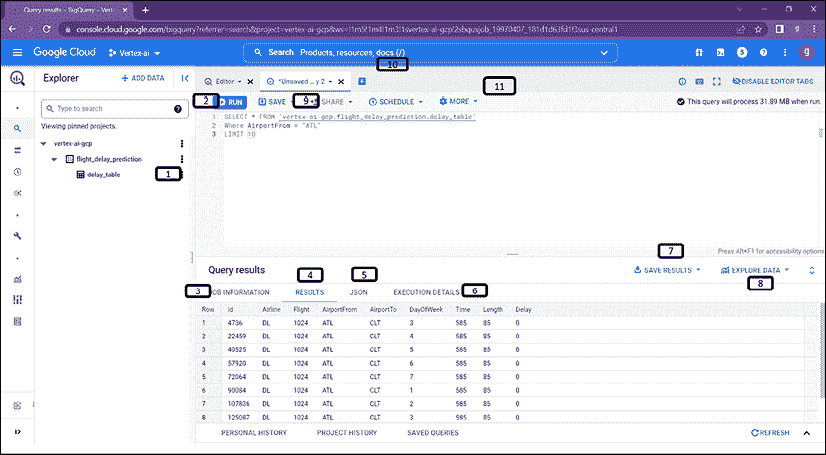 Query results - BigQuery - Vert
console.cloud.google.com/bigquery?referrer=search&project=vertex-ai-gcp&ws=
10
11
Google Cloud Vertex-ai Search Products, resources, docs (/)
Explorer + ADD DATA
Editor *Unsaved ... y 2 DISABLE EDITOR TABS
2 RUN SAVE 9 SHARE SCHEDULE MORE This query will process 31.89 MB when run.
Type to search
Viewing pinned projects.
vertex-ai-gcp
flight_delay_prediction
delay_table 1
1 SELECT * FROM `vertex-ai-gcp.flight_delay_prediction.delay_table`
2 Where AirportFrom = "ATL"
3 LIMIT 10
Press Alt+F1 for accessibility options
7
Query results SAVE RESULTS EXPLORE DATA
4 5 8
3 JOB INFORMATION RESULTS JSON EXECUTION DETAILS 6
Row id Airline Flight AirportFrom AirportTo DayOfWeek Time Length Delay
1 4736 DL 1024 ATL CLT 3 585 85 0
2 22459 DL 1024 ATL CLT 4 585 85 0
3 40525 DL 1024 ATL CLT 5 585 85 0
4 57920 DL 1024 ATL CLT 6 585 85 0
5 72064 DL 1024 ATL CLT 7 585 85 0
6 90084 DL 1024 ATL CLT 1 585 85 0
7 107836 DL 1024 ATL CLT 2 585 85 0
8 125087 DL 1024 ATL CLT 3 585 85 0
PERSONAL HISTORY PROJECT HISTORY SAVED QUERIES REFRESH